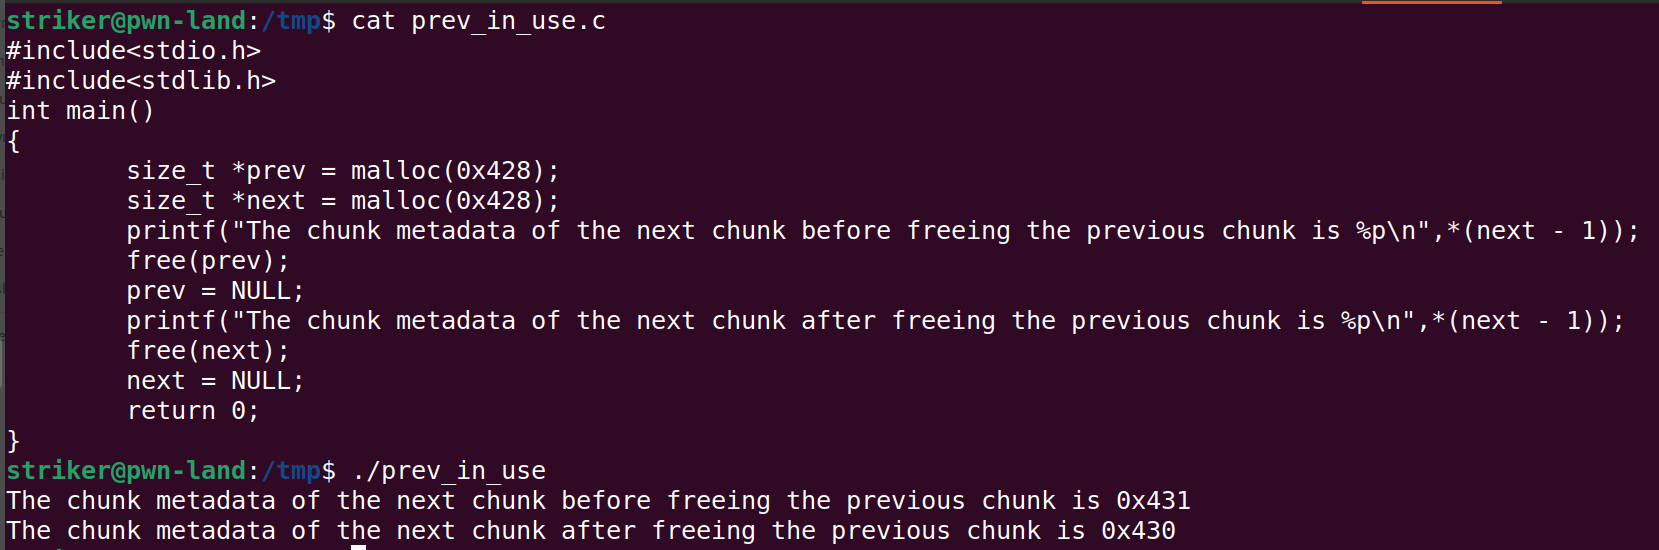 striker@pwn-land:/tmp$ cat prev_in_use.c
#include<stdio.h>
#include<stdlib.h>
int main()
{
        size_t *prev = malloc(0x428);
        size_t *next = malloc(0x428);
        printf("The chunk metadata of the next chunk before freeing the previous chunk is %p\n",*(next - 1));
        free(prev);
        prev = NULL;
        printf("The chunk metadata of the next chunk after freeing the previous chunk is %p\n",*(next - 1));
        free(next);
        next = NULL;
        return 0;
}
striker@pwn-land:/tmp$ ./prev_in_use
The chunk metadata of the next chunk before freeing the previous chunk is 0x431
The chunk metadata of the next chunk after freeing the previous chunk is 0x430